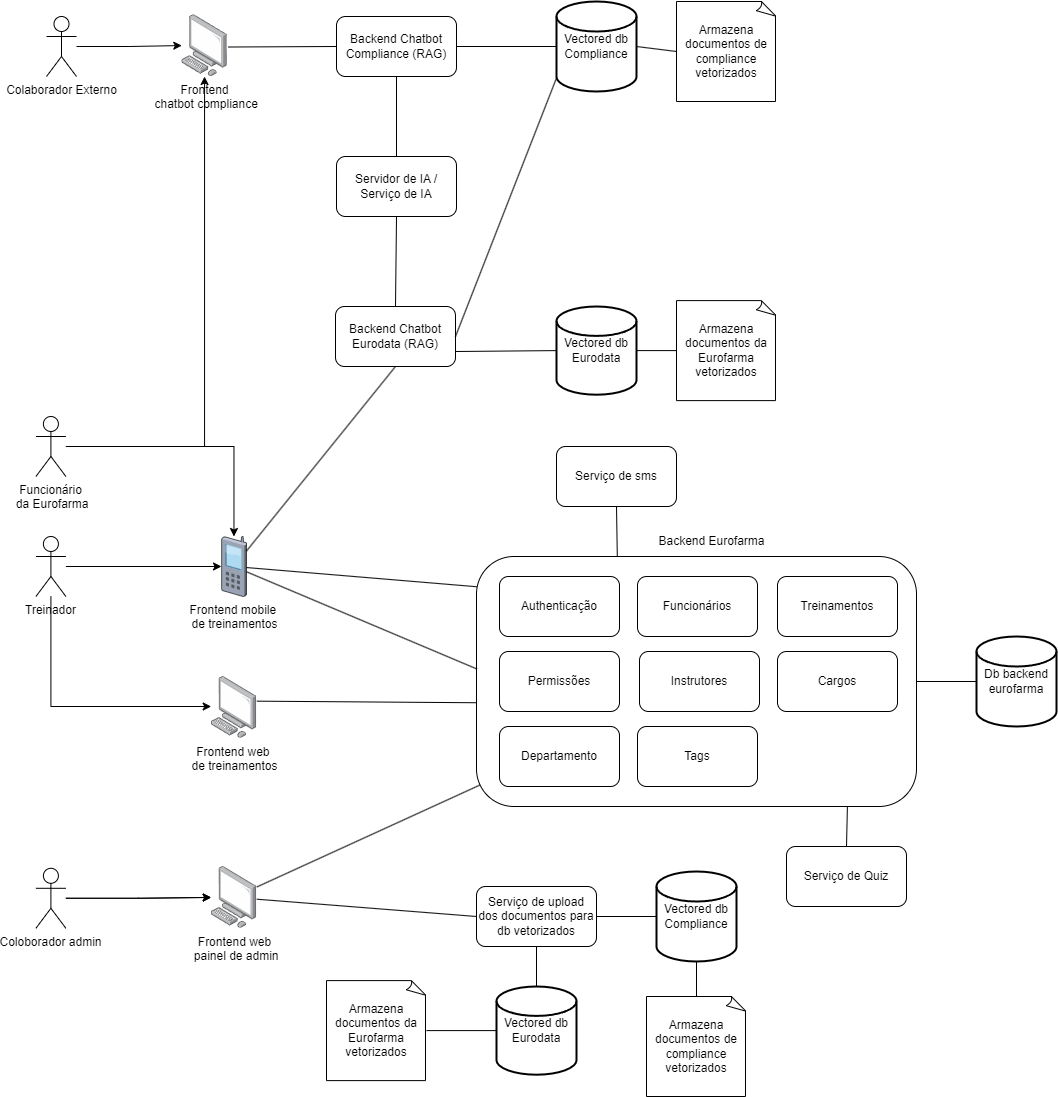 Colaborador Externo
Frontend
chatbot compliance
Backend Chatbot
Compliance (RAG)
Vectored db
Compliance
Armazena
documentos de
compliance
vetorizados
Servidor de IA /
Serviço de IA
Backend Chatbot
Eurodata (RAG)
Vectored db
Eurodata
Armazena
documentos da
Eurofarma
vetorizados
Funcionário
da Eurofarma
Serviço de sms
Treinador
Frontend mobile
de treinamentos
Backend Eurofarma
Authenticação
Funcionários
Treinamentos
Permissões
Instrutores
Cargos
Departamento
Tags
Db backend
eurofarma
Frontend web
de treinamentos
Serviço de Quiz
Coloborador admin
Frontend web
painel de admin
Serviço de upload
dos documentos para
db vetorizados
Vectored db
Compliance
Armazena
documentos da
Eurofarma
vetorizados
Vectored db
Eurodata
Armazena
documentos de
compliance
vetorizados